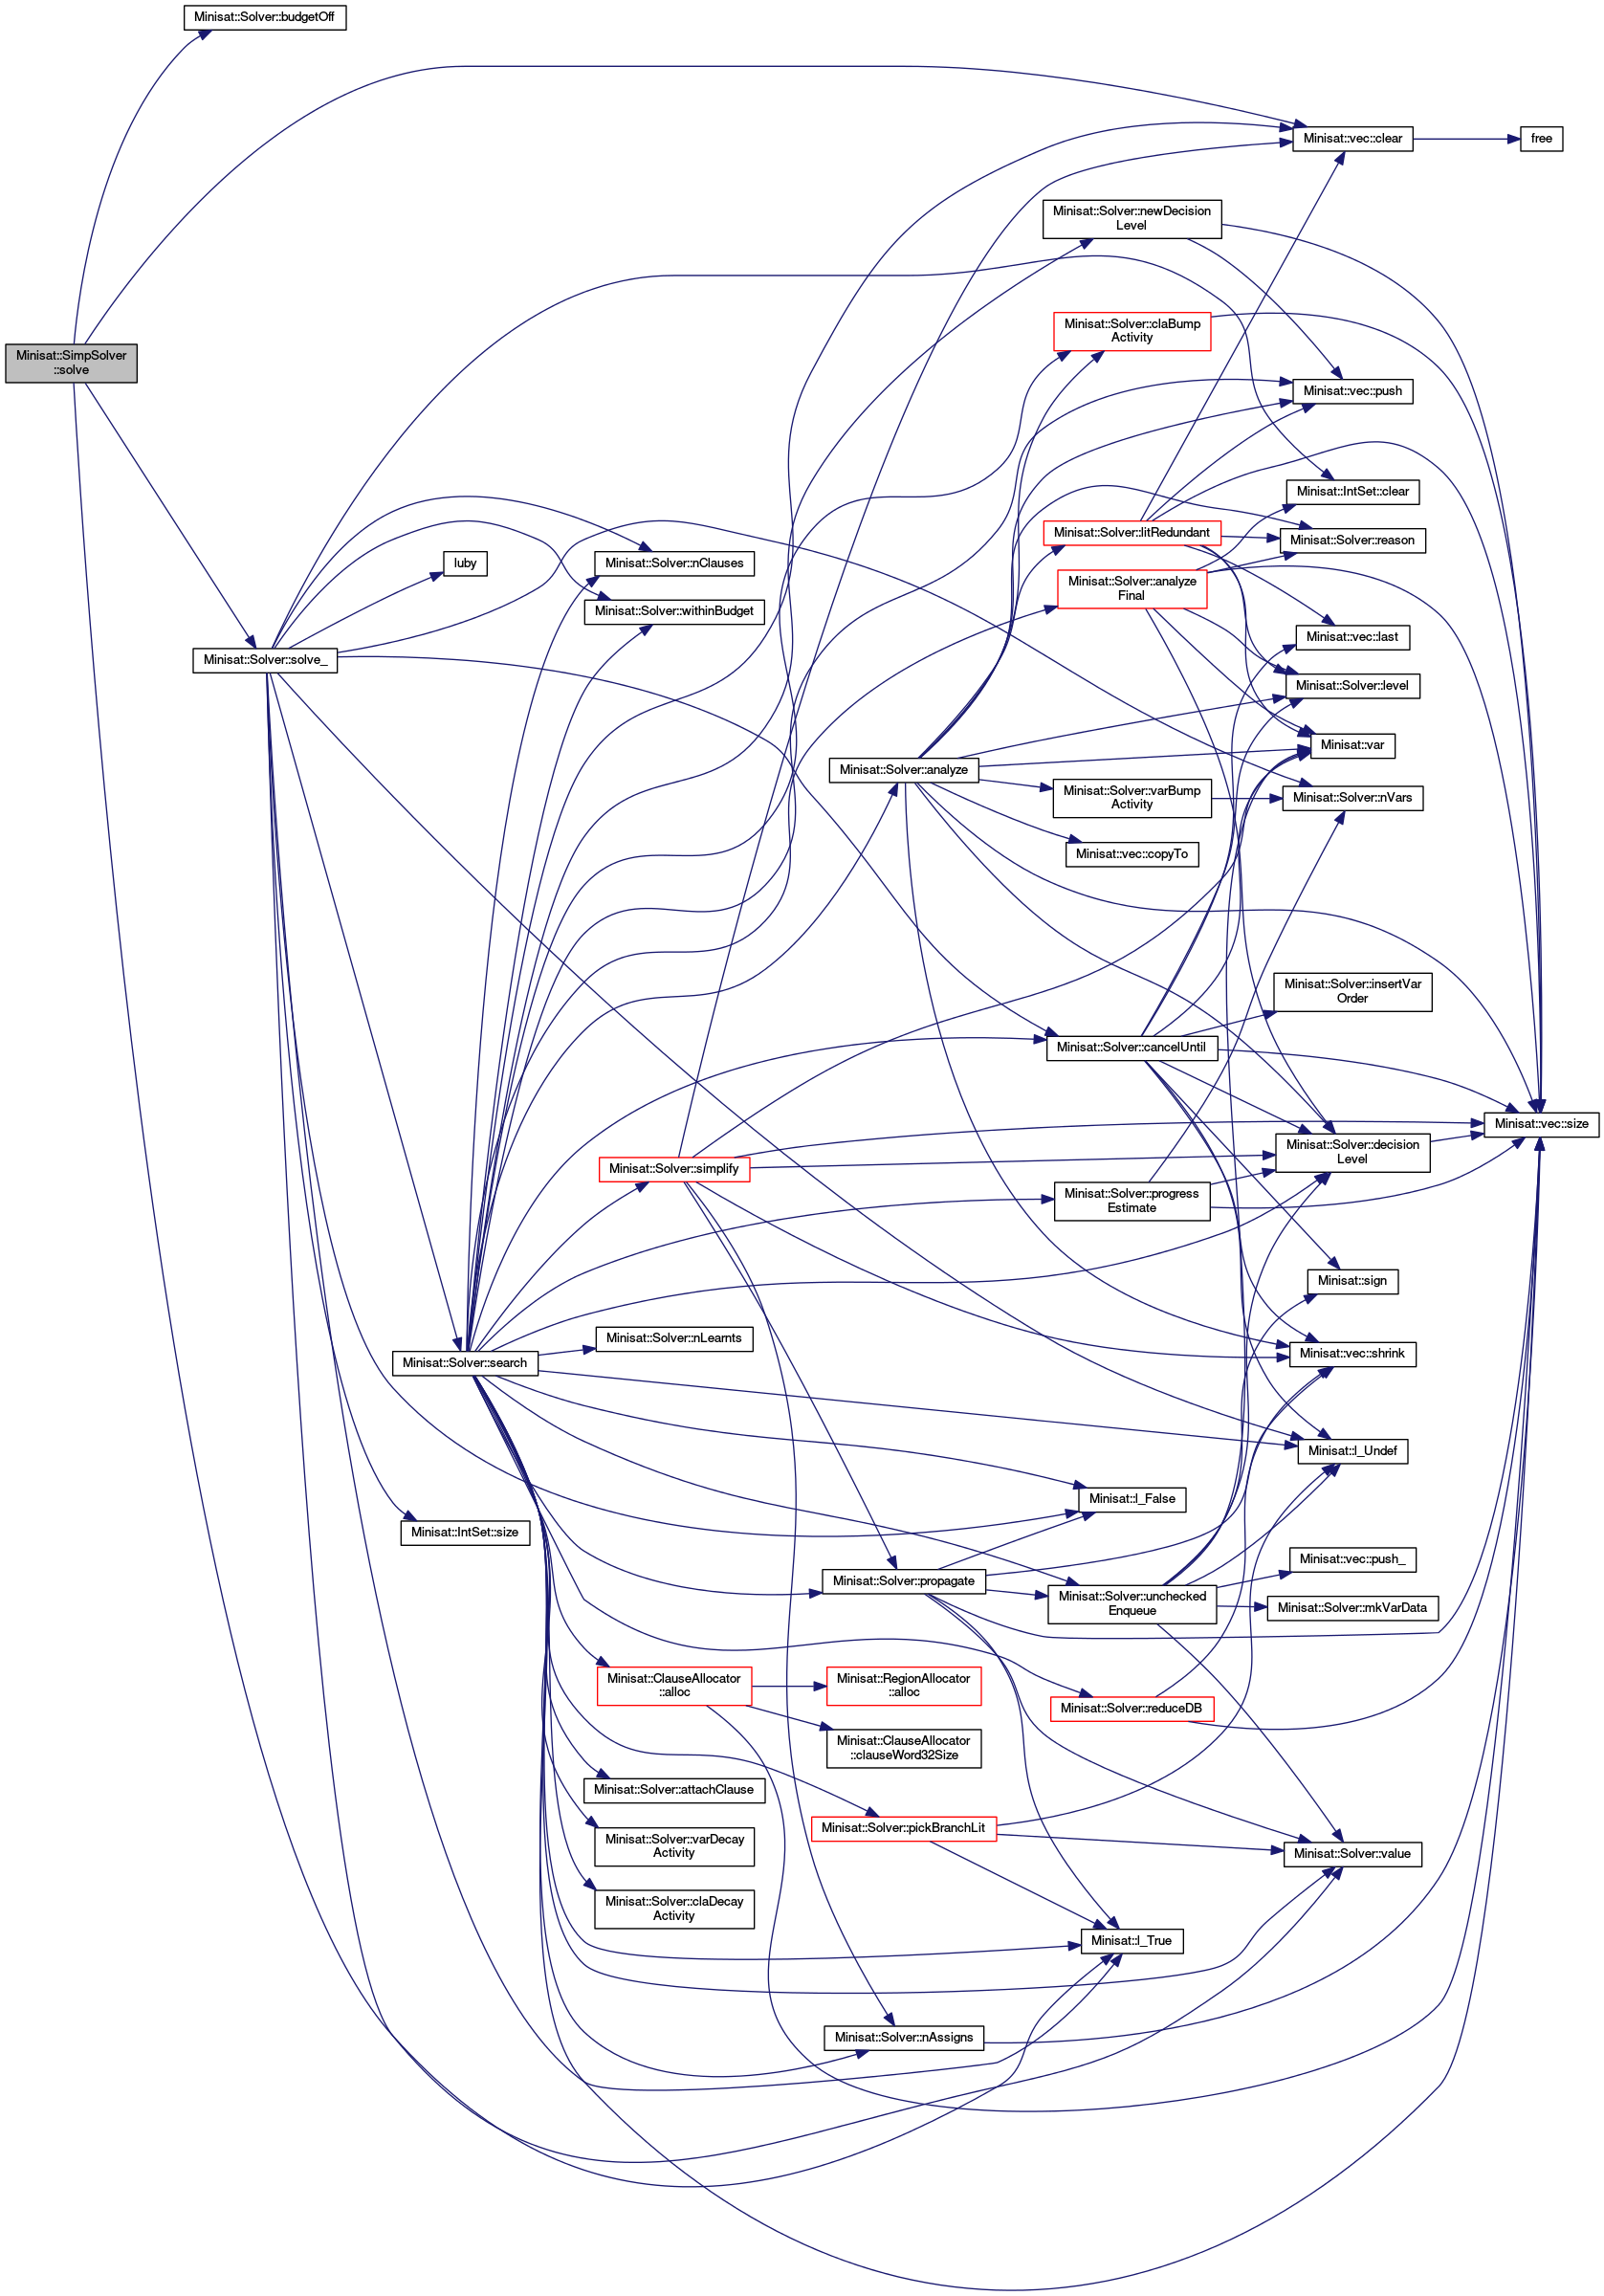 Minisat::Solver::budgetOff
Minisat::vec::clear
free
Minisat::Solver::newDecision
Level
Minisat::Solver::claBump
Activity
Minisat::SimpSolver
::solve
Minisat::vec::push
Minisat::IntSet::clear
Minisat::Solver::litRedundant
Minisat::Solver::reason
luby
Minisat::Solver::nClauses
Minisat::Solver::analyze
Final
Minisat::Solver::withinBudget
Minisat::vec::last
Minisat::Solver::solve_
Minisat::Solver::level
Minisat::var
Minisat::Solver::analyze
Minisat::Solver::varBump
Activity
Minisat::Solver::nVars
Minisat::vec::copyTo
Minisat::Solver::insertVar
Order
Minisat::Solver::cancelUntil
Minisat::vec::size
Minisat::Solver::decision
Level
Minisat::Solver::simplify
Minisat::Solver::progress
Estimate
Minisat::sign
Minisat::Solver::nLearnts
Minisat::vec::shrink
Minisat::Solver::search
Minisat::l_Undef
Minisat::l_False
Minisat::IntSet::size
Minisat::vec::push_
Minisat::Solver::propagate
Minisat::Solver::unchecked
Enqueue
Minisat::Solver::mkVarData
Minisat::ClauseAllocator
::alloc
Minisat::RegionAllocator
::alloc
Minisat::Solver::reduceDB
Minisat::ClauseAllocator
::clauseWord32Size
Minisat::Solver::attachClause
Minisat::Solver::pickBranchLit
Minisat::Solver::varDecay
Activity
Minisat::Solver::value
Minisat::Solver::claDecay
Activity
Minisat::l_True
Minisat::Solver::nAssigns